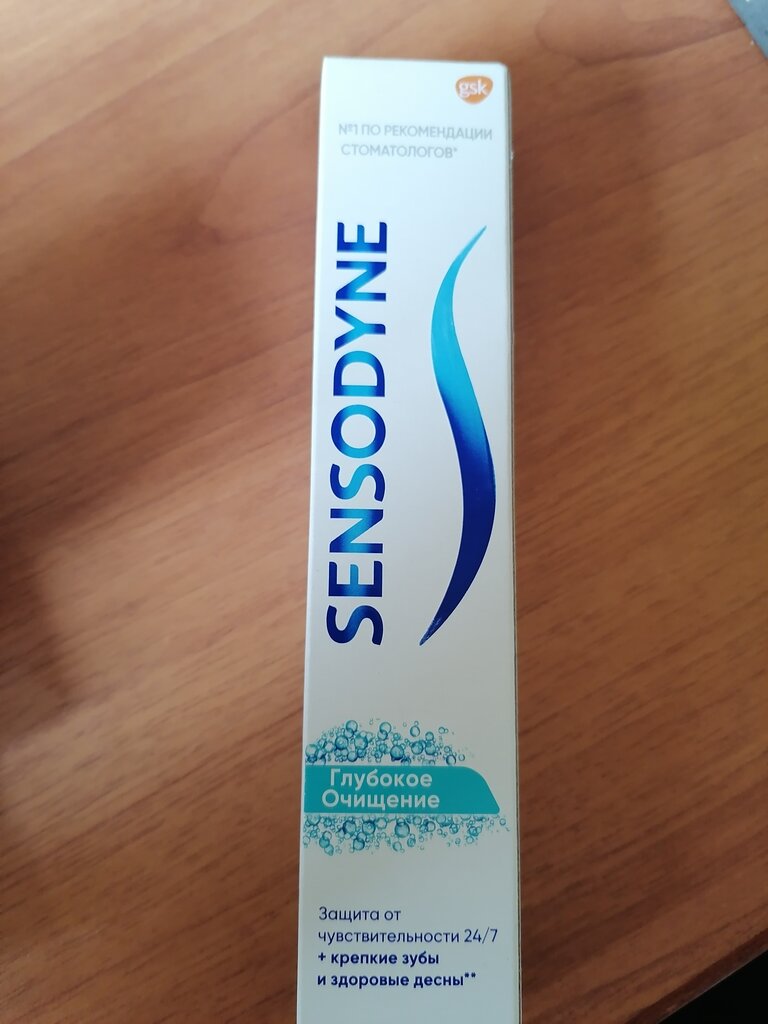 gsk
№1 ПО РЕКОМЕНДАЦИИ
СТОМАТОЛОГОВ*
SENSODYNE
Глубокое
Очищение
Защита от
чувствительности 24/7
+ крепкие зубы
и здоровые десны**